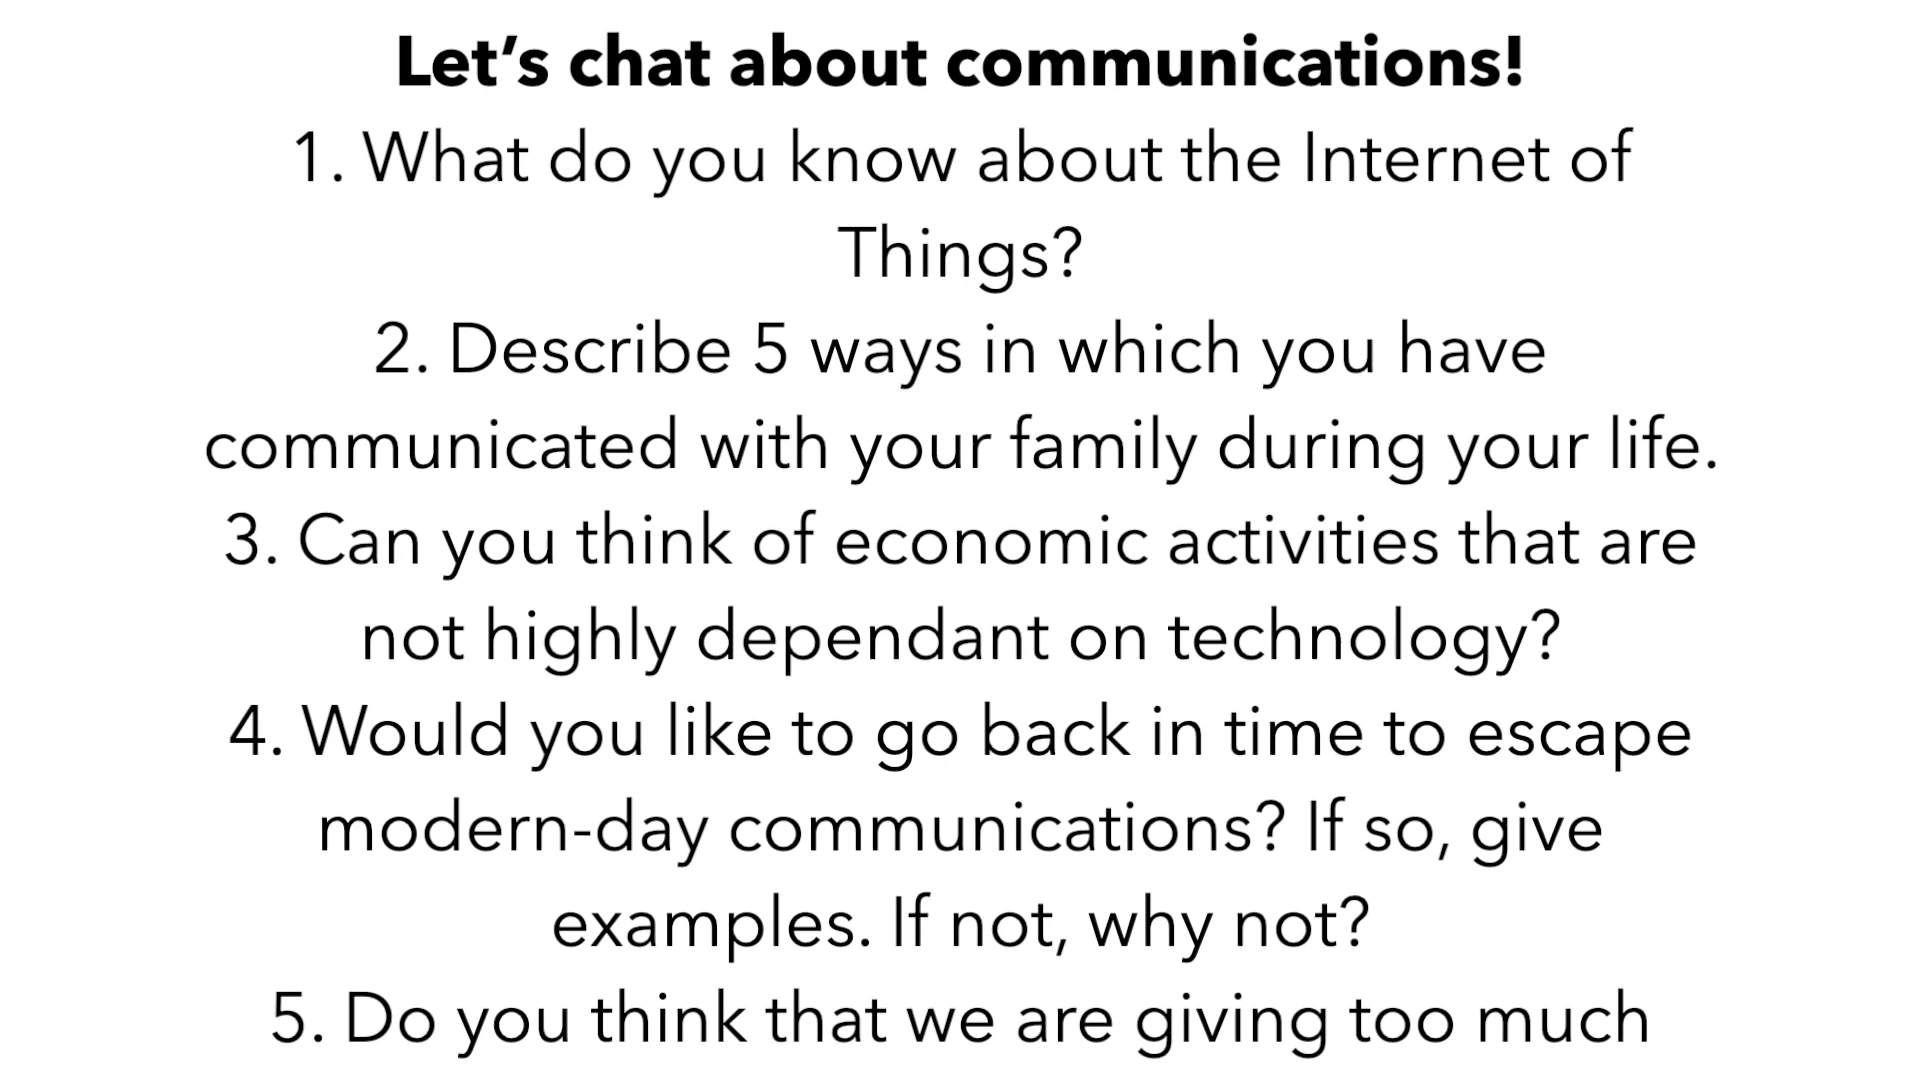 Let’s chat about communications!
1. What do you know about the Internet of
Things?
2. Describe 5 ways in which you have
communicated with your family during your life.
3. Can you think of economic activities that are
not highly dependant on technology?
4. Would you like to go back in time to escape
modern-day communications? If so, give
examples. If not, why not?
5. Do you think that we are giving too much